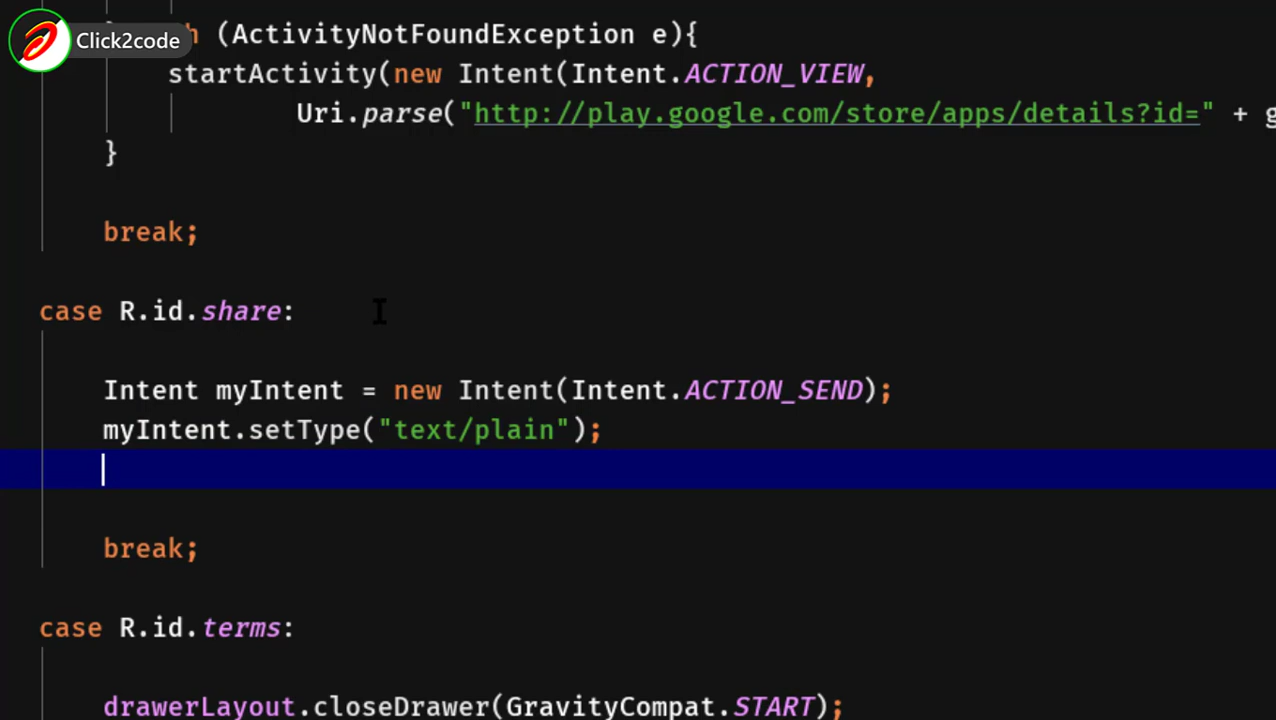 Click2code
(ActivityNotFoundException e){
startActivity(new Intent(Intent.ACTION_VIEW,
Uri.parse("http://play.google.com/store/apps/details?id=" + g
}
break;
case R.id.share:
Intent myIntent = new Intent(Intent.ACTION_SEND);
myIntent.setType("text/plain");
break;
case R.id.terms:
drawerLayout.closeDrawer(GravityCompat.START);